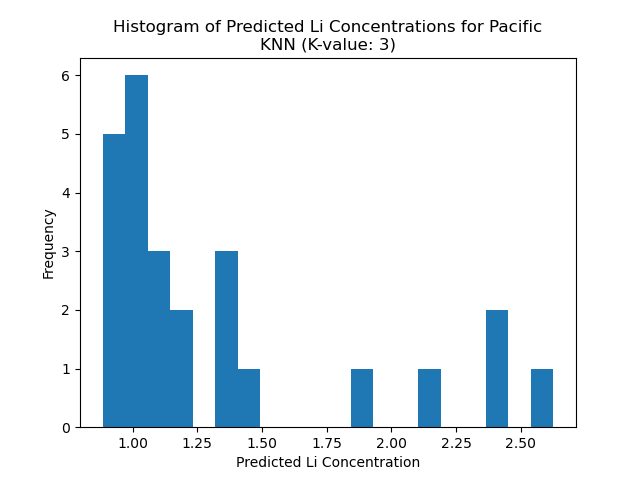 Histogram of Predicted Li Concentrations for Pacific
KNN (K-value: 3)
6
5
4
3
2
1
0
Frequency
1.00 1.25 1.50 1.75 2.00 2.25 2.50
Predicted Li Concentration